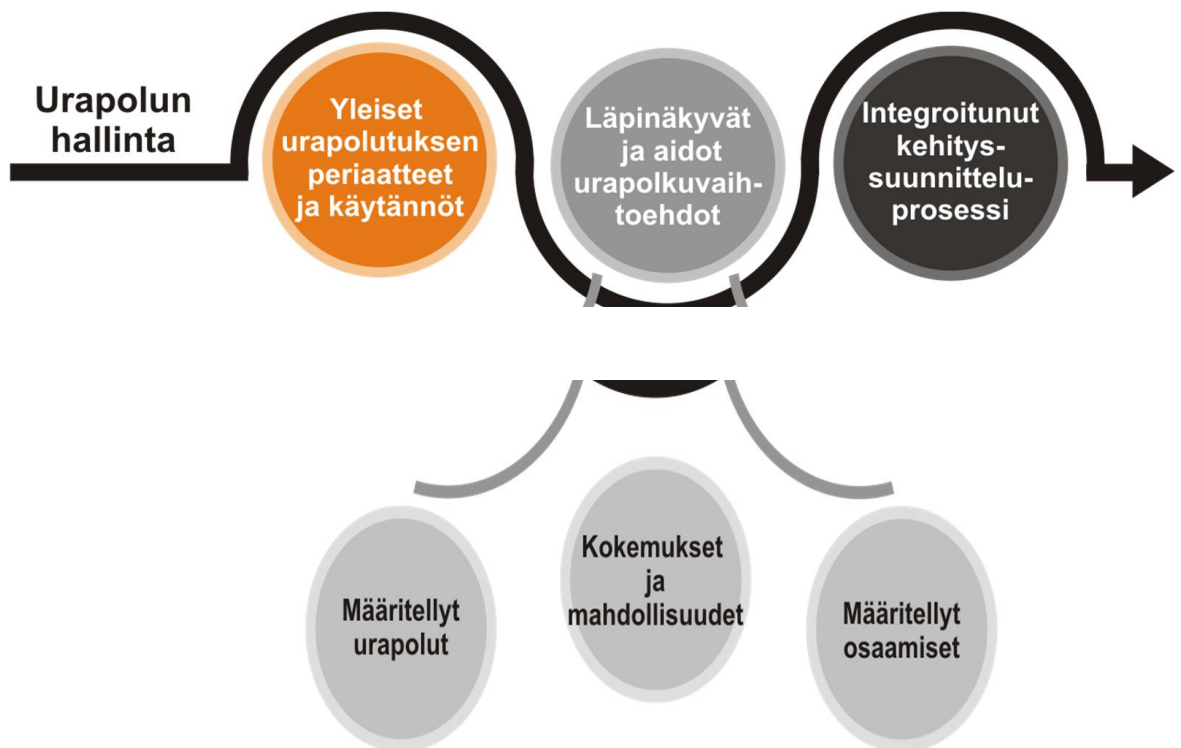 Urapolun
hallinta
Yleiset
urapolutuksen
periaatteet
ja käytännöt
Läpinäkyvät
ja aidot
urapolkuvaih-
toehdot
Integroitunut
kehitys-
suunnittelu-
prosessi
Määritellyt
urapolut
Kokemukset
ja
mahdollisuudet
Määritellyt
osaamiset